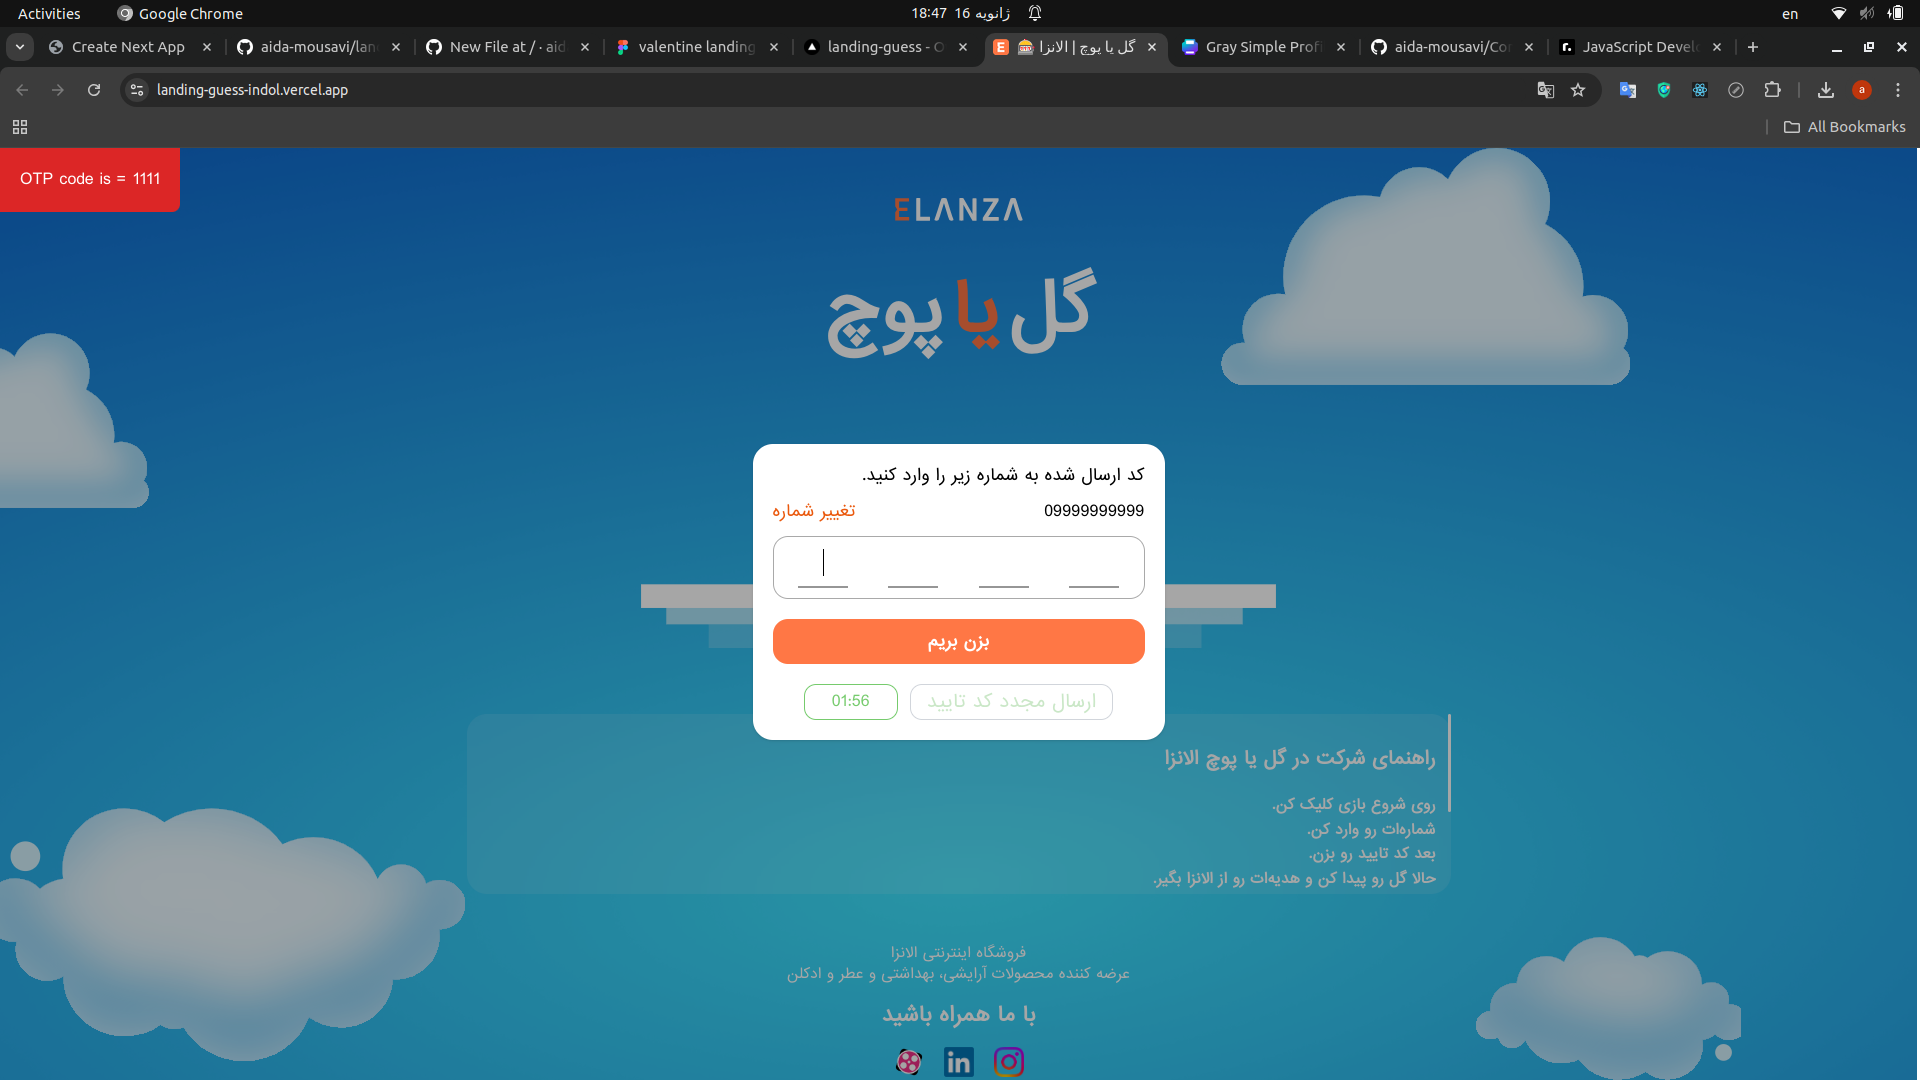 Activities
Google Chrome
18:47 16 ژانویه
en
Create Next App
aida-mousavi/lan
New File at / · aid
valentine landing
landing-guess - O
گل یا پوچ | الانزا
Gray Simple Profi
aida-mousavi/Co
JavaScript Develo
landing-guess-indol.vercel.app
a
All Bookmarks
OTP code is = 1111
ELANZA
گل یا پوچ
کد ارسال شده به شماره زیر را وارد کنید.
09999999999
تغییر شماره
بزن بریم
ارسال مجدد کد تایید
01:56
راهنمای شرکت در گل یا پوچ الانزا
روی شروع بازی کلیک کن.
شماره‌ات رو وارد کن.
بعد کد تایید رو بزن.
حالا گل رو پیدا کن و هدیه‌ات رو از الانزا بگیر.
فروشگاه اینترنتی الانزا
عرضه کننده محصولات آرایشی، بهداشتی و عطر و ادکلن
با ما همراه باشید
in